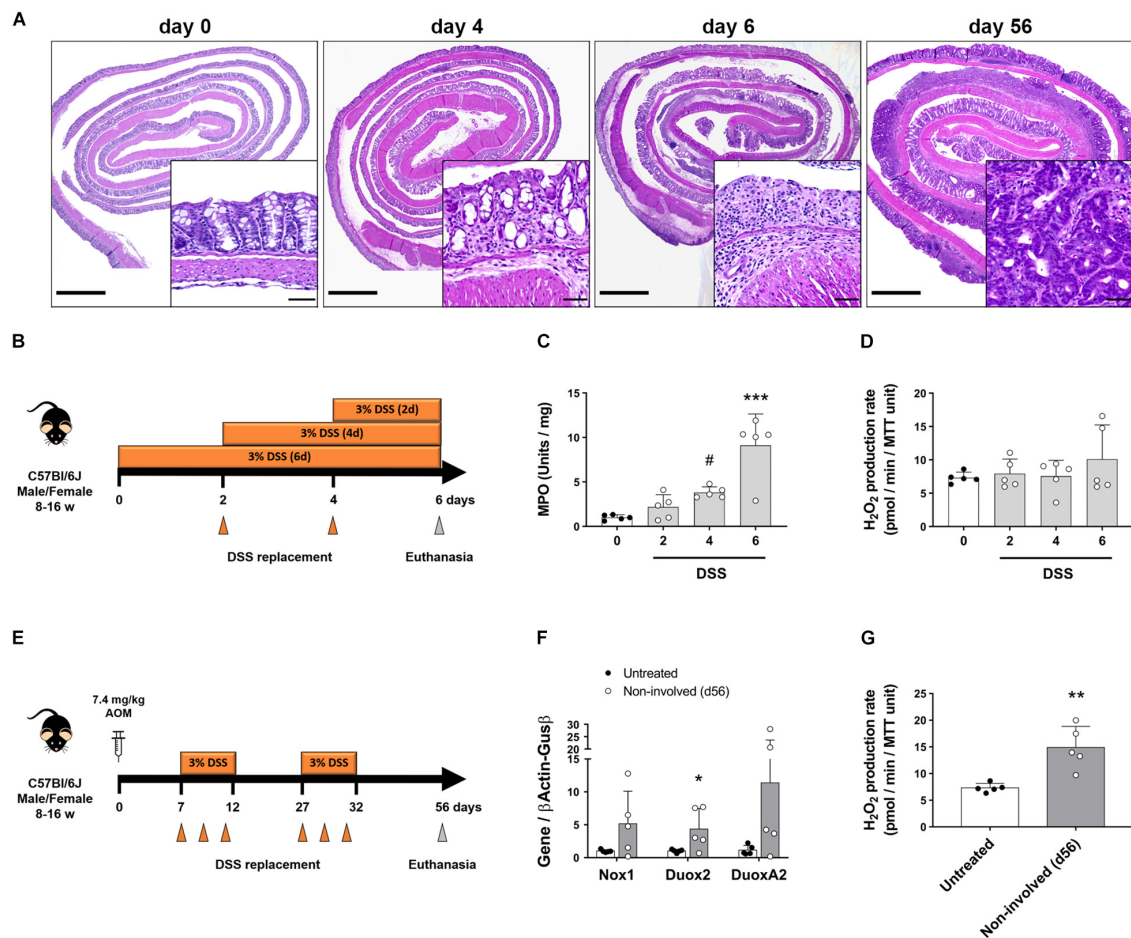 A
day 0
day 4
day 6
day 56
B
3% DSS (2d)
3% DSS (4d)
3% DSS (6d)
C57Bl/6J
Male/Female
8-16 w
0
2
4
6 days
DSS replacement
Euthanasia
C
MPO (Units / mg)
15
10
5
0
#
***
0
2
4
6
DSS
D
H₂O₂ production rate
(pmol / min / MTT unit)
25
20
15
10
5
0
0
2
4
6
DSS
E
7.4 mg/kg
AOM
3% DSS
3% DSS
C57Bl/6J
Male/Female
8-16 w
0
7
12
27
32
56 days
DSS replacement
Euthanasia
F
Untreated
Non-involved (d56)
Gene / βActin-Gusβ
30
25
20
15
10
5
0
*
Nox1
Duox2
DuoxA2
G
H₂O₂ production rate
(pmol / min / MTT unit)
25
20
15
10
5
0
**
Untreated
Non-involved (d56)